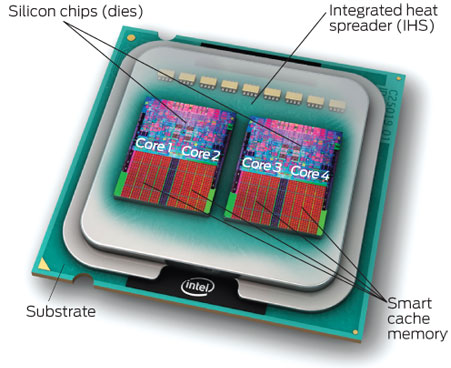 Silicon chips (dies)
Integrated heat
spreader (IHS)
Core 1 Core 2
Core 3 Core 4
intel
Substrate
Smart
cache
memory